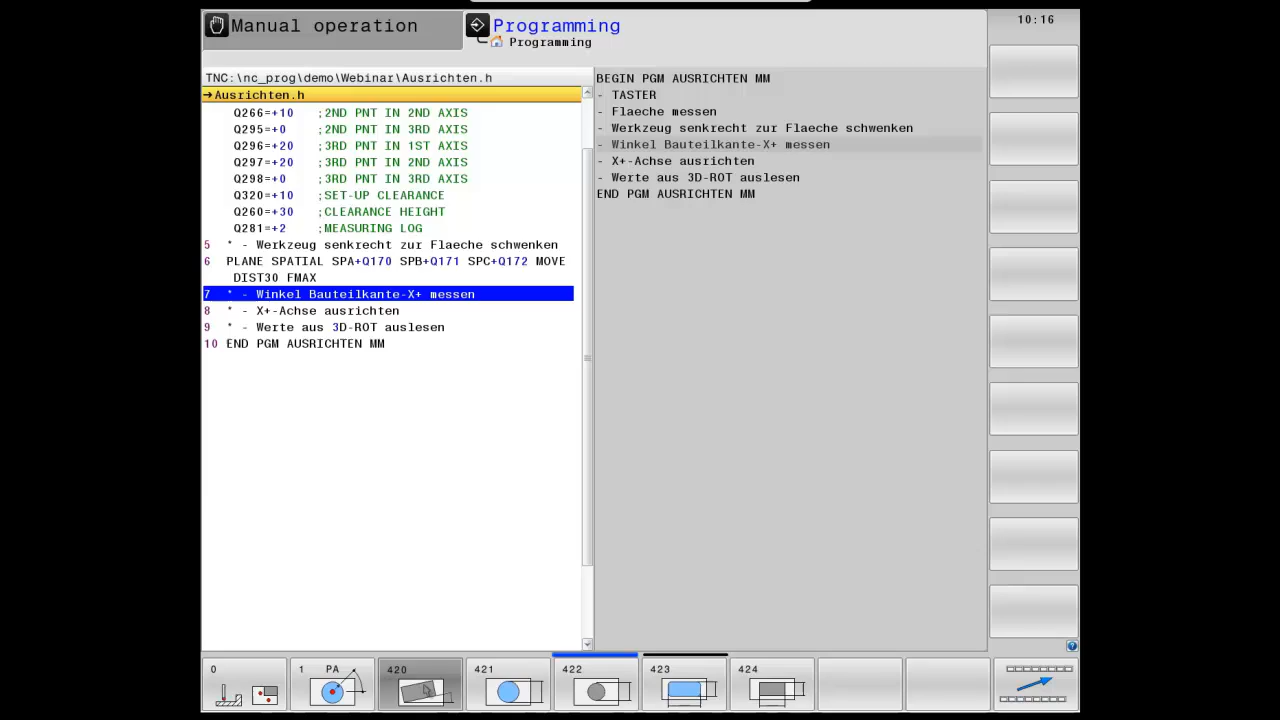 Manual operation
Programming
Programming
10:16
TNC:\nc_prog\demo\Webinar\Ausrichten.h
→Ausrichten.h
Q266=+10 ;2ND PNT IN 2ND AXIS
Q295=+0 ;2ND PNT IN 3RD AXIS
Q296=+20 ;3RD PNT IN 1ST AXIS
Q297=+20 ;3RD PNT IN 2ND AXIS
Q298=+0 ;3RD PNT IN 3RD AXIS
Q320=+10 ;SET-UP CLEARANCE
Q260=+30 ;CLEARANCE HEIGHT
Q281=+2 ;MEASURING LOG
5 * - Werkzeug senkrecht zur Flaeche schwenken
6 PLANE SPATIAL SPA+Q170 SPB+Q171 SPC+Q172 MOVE
DIST30 FMAX
7 * - Winkel Bauteilkante-X+ messen
8 * - X+-Achse ausrichten
9 * - Werte aus 3D-ROT auslesen
10 END PGM AUSRICHTEN MM
BEGIN PGM AUSRICHTEN MM
- TASTER
- Flaeche messen
- Werkzeug senkrecht zur Flaeche schwenken
- Winkel Bauteilkante-X+ messen
- X+-Achse ausrichten
- Werte aus 3D-ROT auslesen
END PGM AUSRICHTEN MM
0
1 PA
420
421
422
423
424